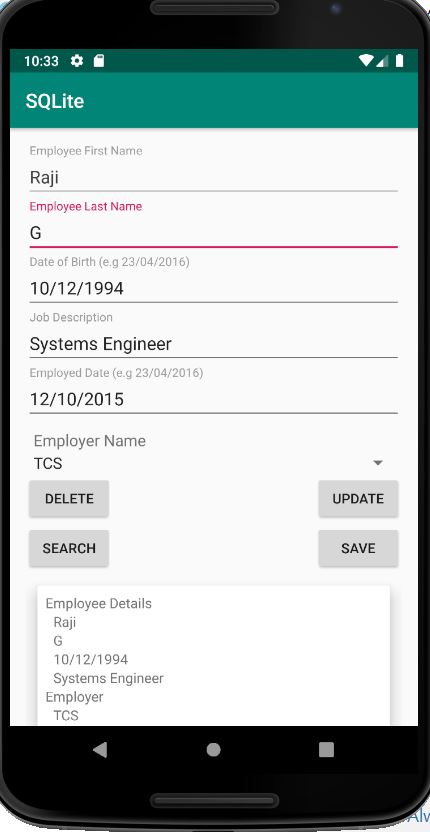 10:33
SQLite
Employee First Name
Raji
Employee Last Name
G
Date of Birth (e.g 23/04/2016)
10/12/1994
Job Description
Systems Engineer
Employed Date (e.g 23/04/2016)
12/10/2015
Employer Name
TCS
DELETE UPDATE
SEARCH SAVE
Employee Details
Raji
G
10/12/1994
Systems Engineer
Employer
TCS